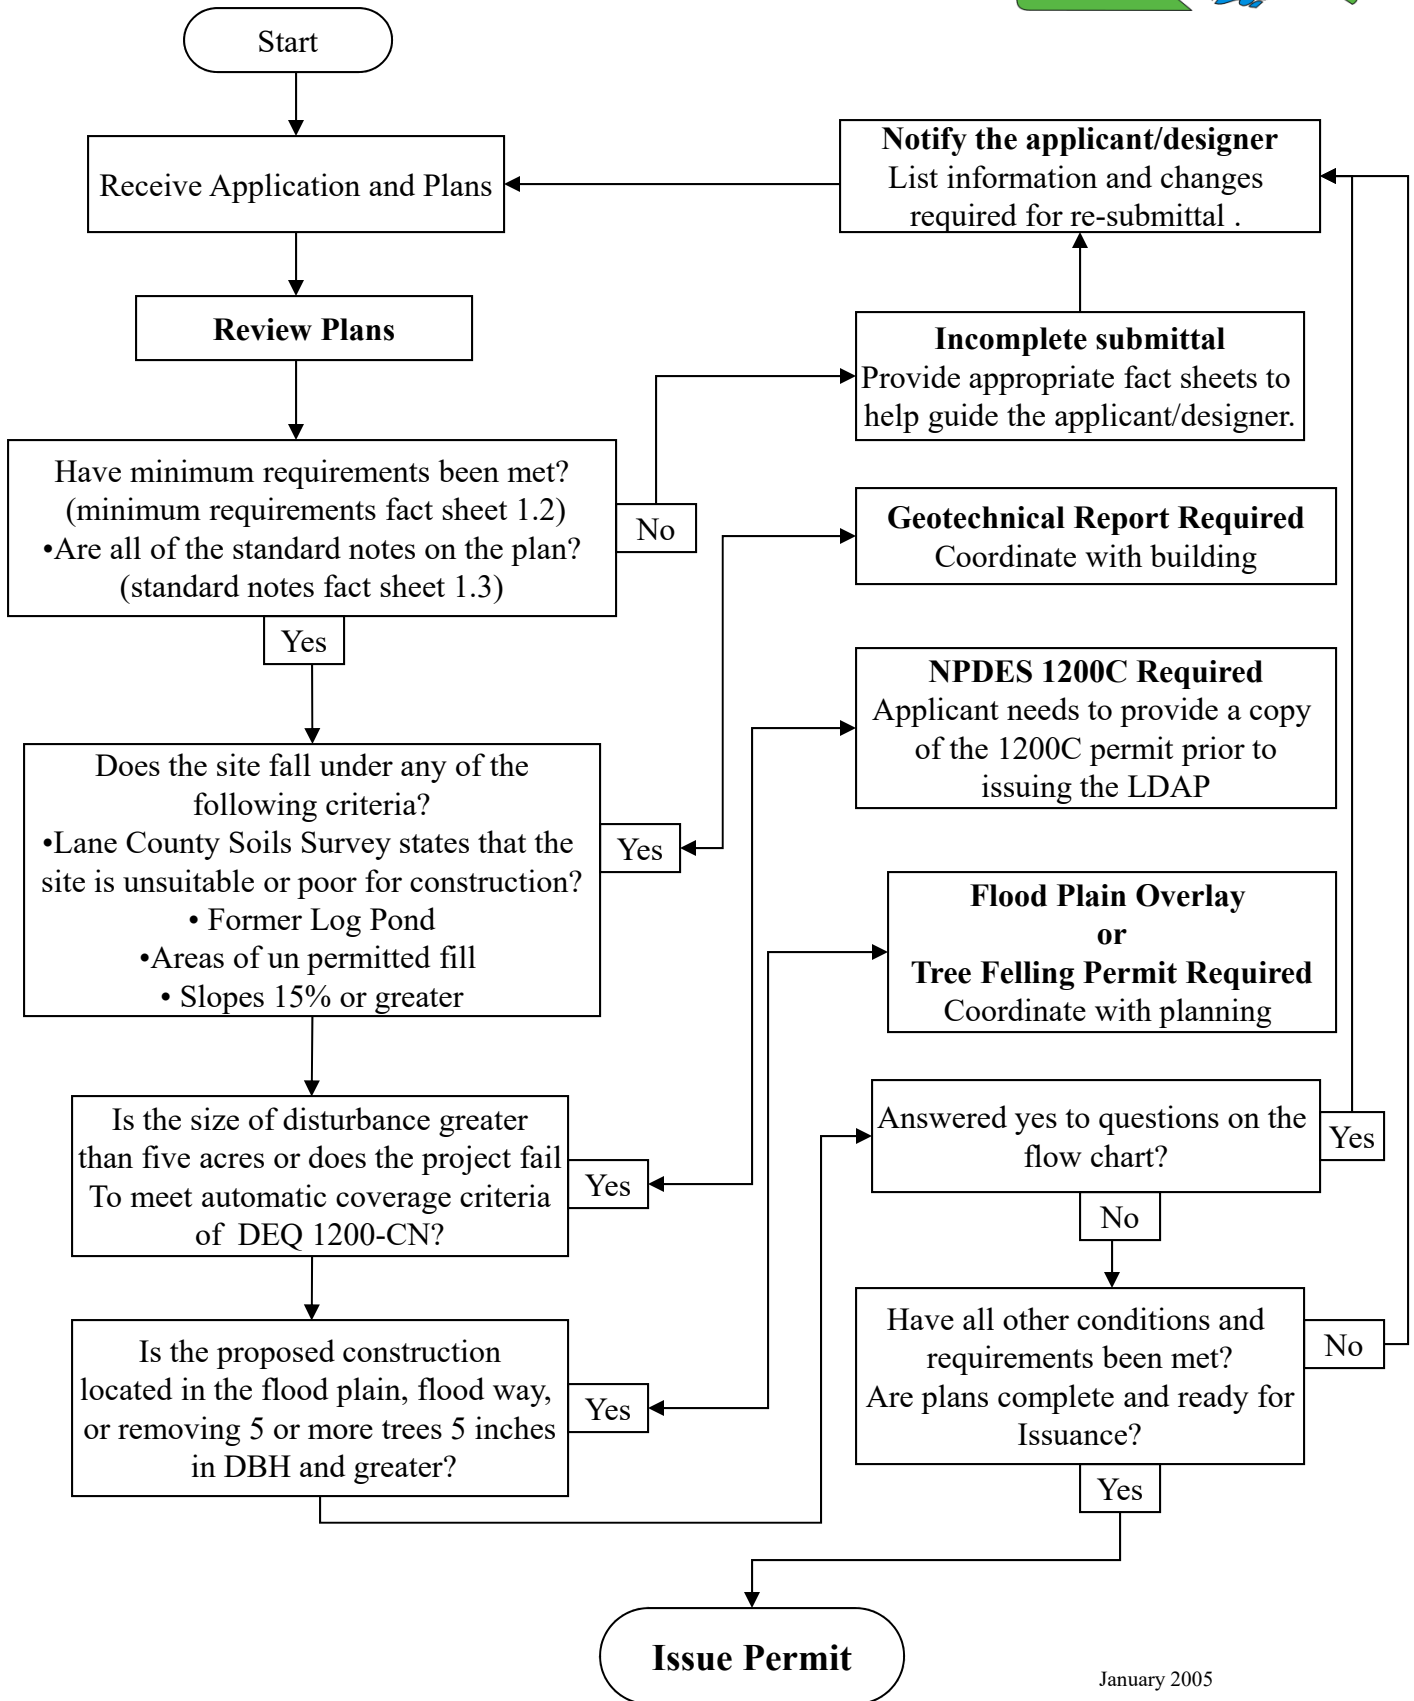 Start
Receive Application and Plans
Notify the applicant/designer
List information and changes
required for re-submittal .
Review Plans
Incomplete submittal
Provide appropriate fact sheets to
help guide the applicant/designer.
Have minimum requirements been met?
(minimum requirements fact sheet 1.2)
•Are all of the standard notes on the plan?
(standard notes fact sheet 1.3)
No
Yes
Geotechnical Report Required
Coordinate with building
NPDES 1200C Required
Applicant needs to provide a copy
of the 1200C permit prior to
issuing the LDAP
Does the site fall under any of the
following criteria?
•Lane County Soils Survey states that the
site is unsuitable or poor for construction?
• Former Log Pond
•Areas of un permitted fill
• Slopes 15% or greater
Yes
Flood Plain Overlay
or
Tree Felling Permit Required
Coordinate with planning
Is the size of disturbance greater
than five acres or does the project fail
To meet automatic coverage criteria
of  DEQ 1200-CN?
Yes
Answered yes to questions on the
flow chart?
Yes
No
Is the proposed construction
located in the flood plain, flood way,
or removing 5 or more trees 5 inches
in DBH and greater?
Yes
Have all other conditions and
requirements been met?
Are plans complete and ready for
Issuance?
No
Yes
Issue Permit
January 2005